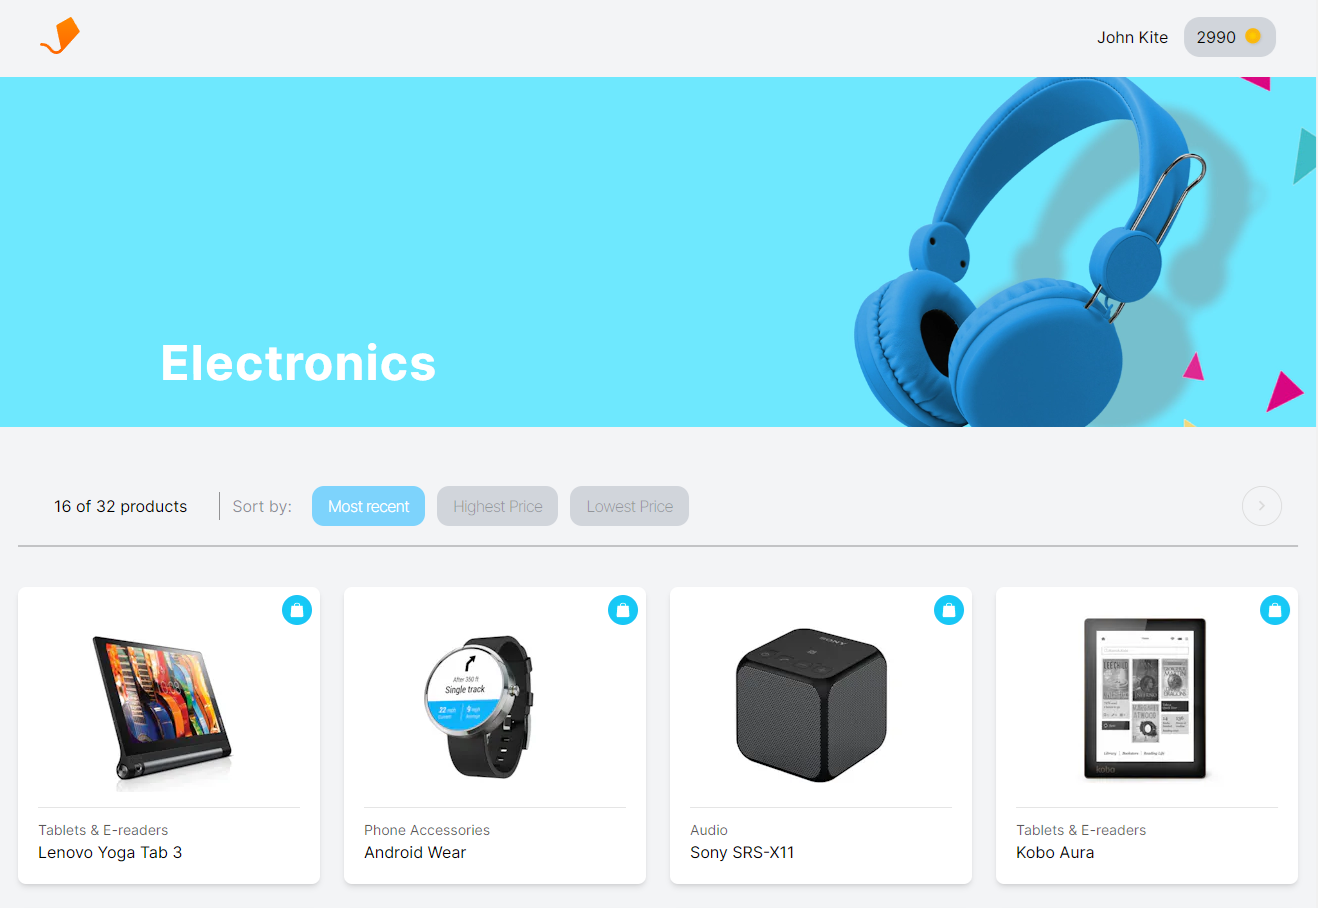 John Kite
2990
Electronics
16 of 32 products
Sort by:
Most recent
Highest Price
Lowest Price
After 350 ft
Single track
SONY
kobo
Tablets & E-readers
Lenovo Yoga Tab 3
Phone Accessories
Android Wear
Audio
Sony SRS-X11
Tablets & E-readers
Kobo Aura